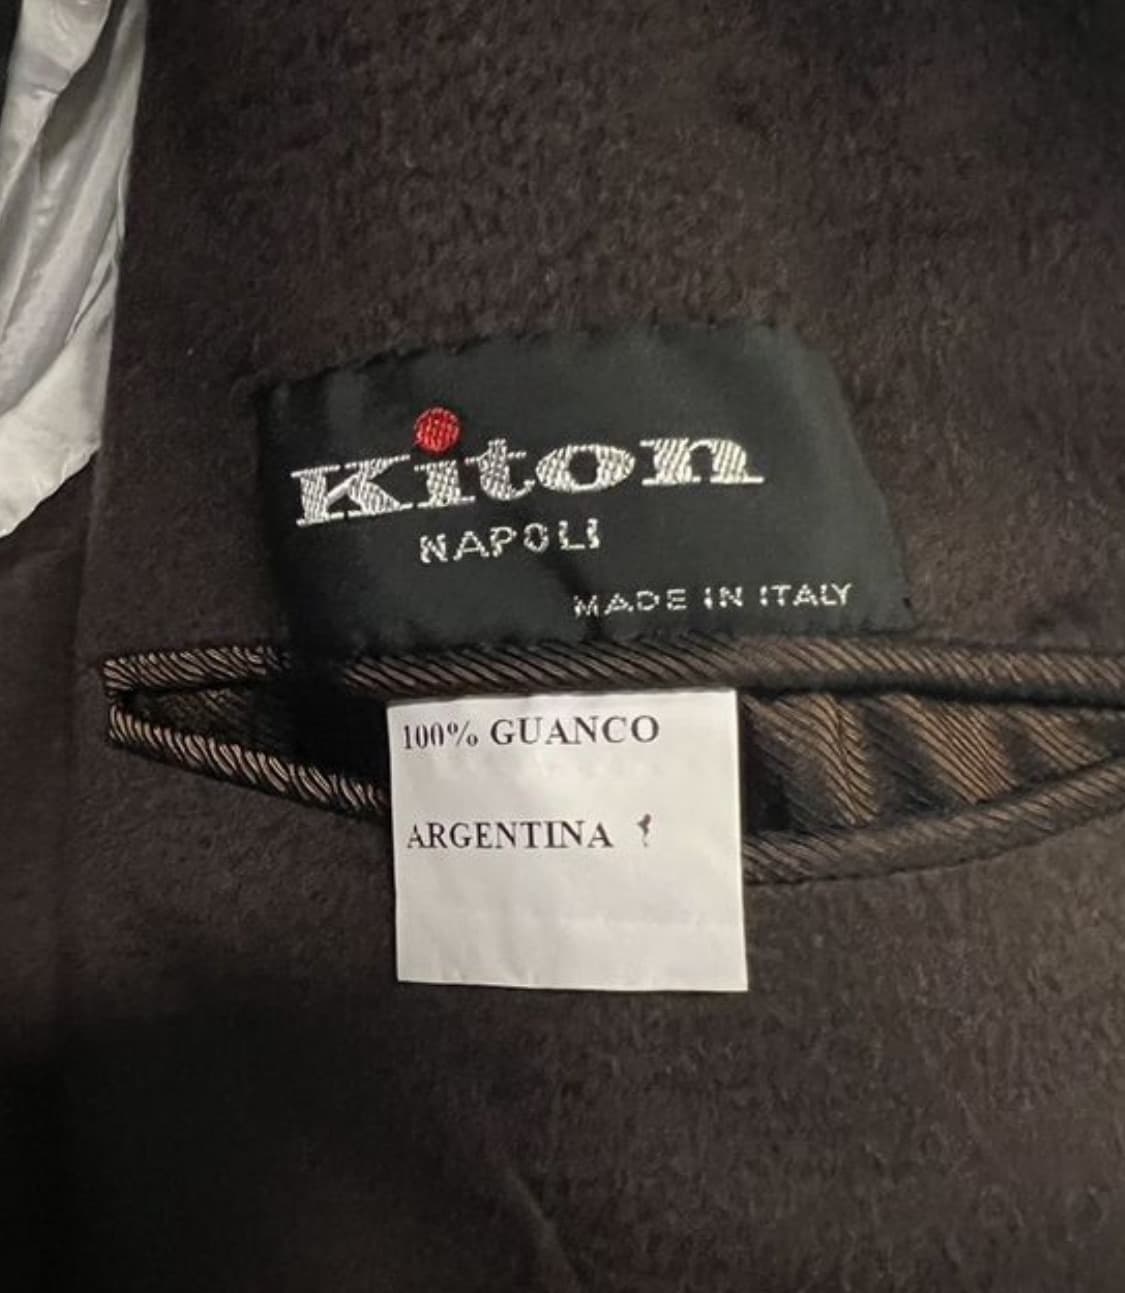 Kiton
NAPOLI
MADE IN ITALY
100% GUANCO
ARGENTINA